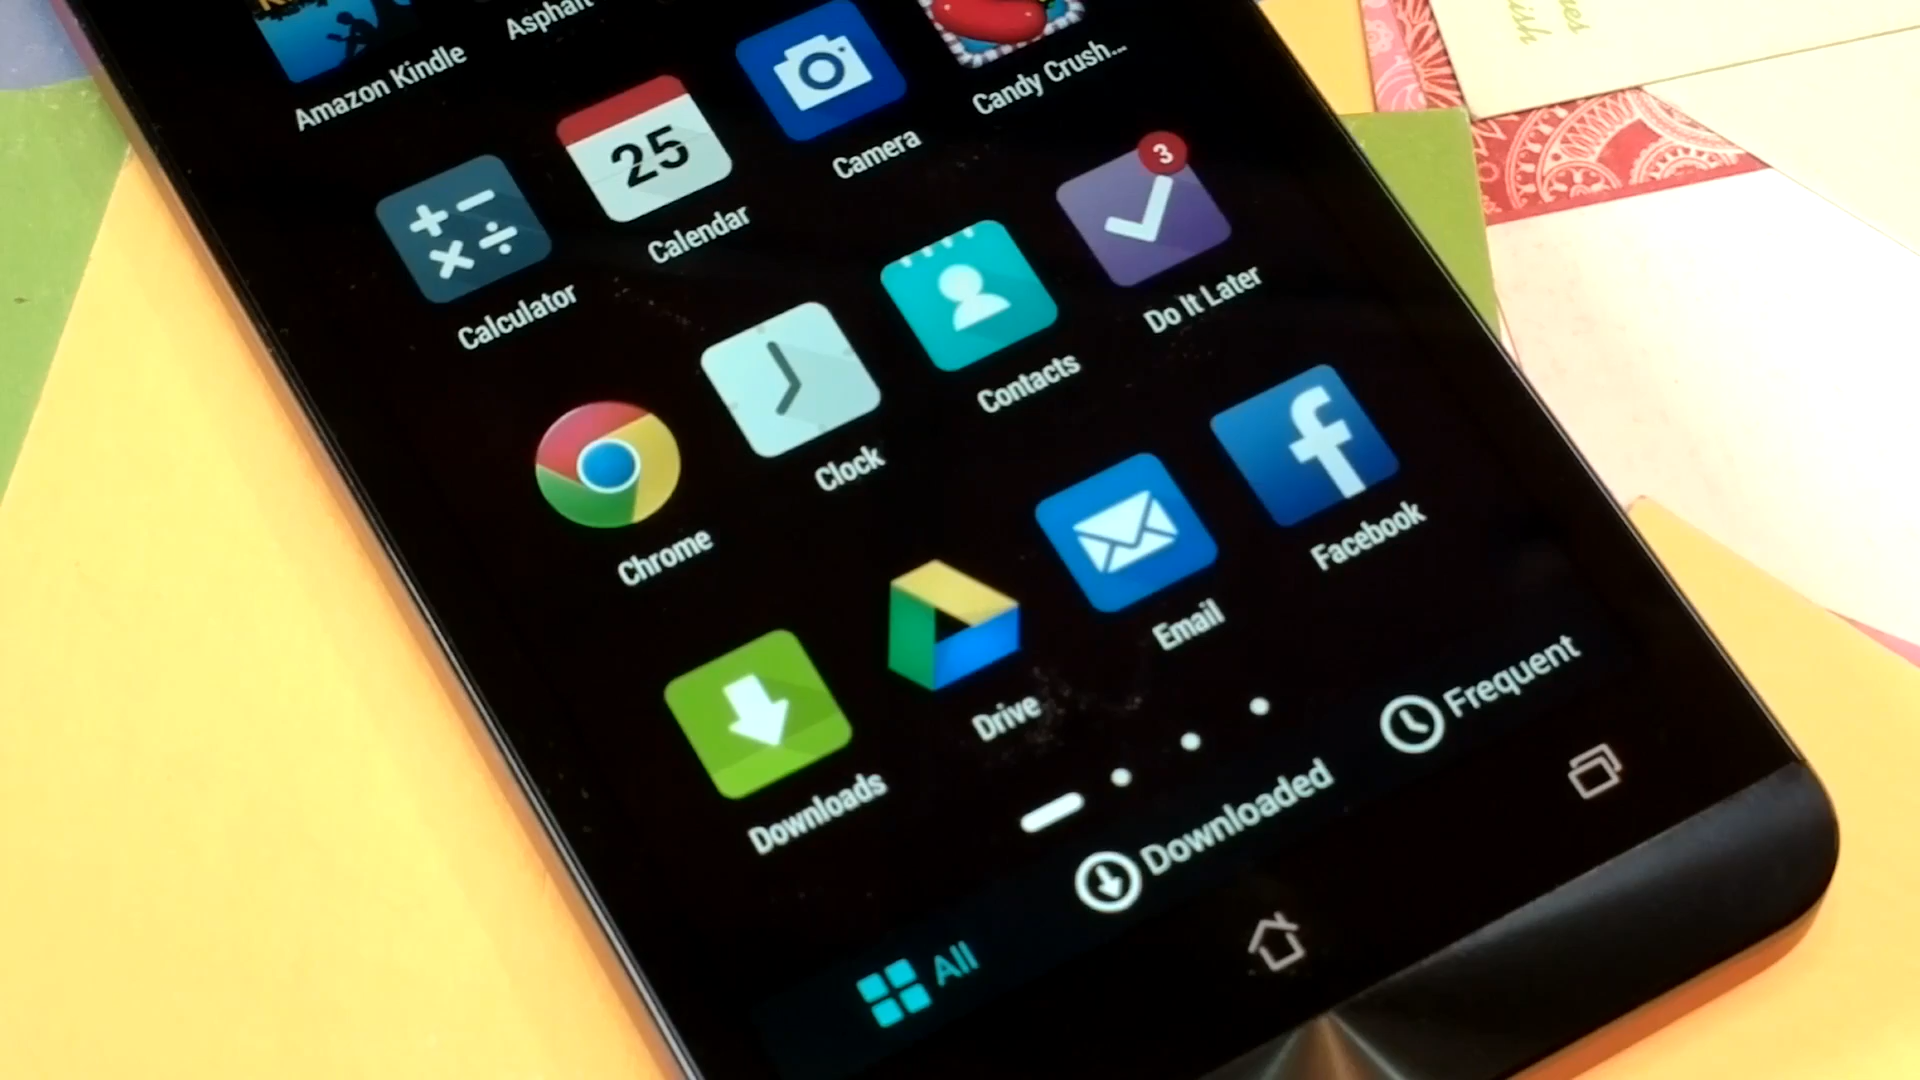 Amazon Kindle
Asphalt
Candy Crush...
Calculator
25
Calendar
Camera
3
Do It Later
Chrome
Clock
Contacts
f
Facebook
Downloads
Drive
Email
All
Downloaded
Frequent